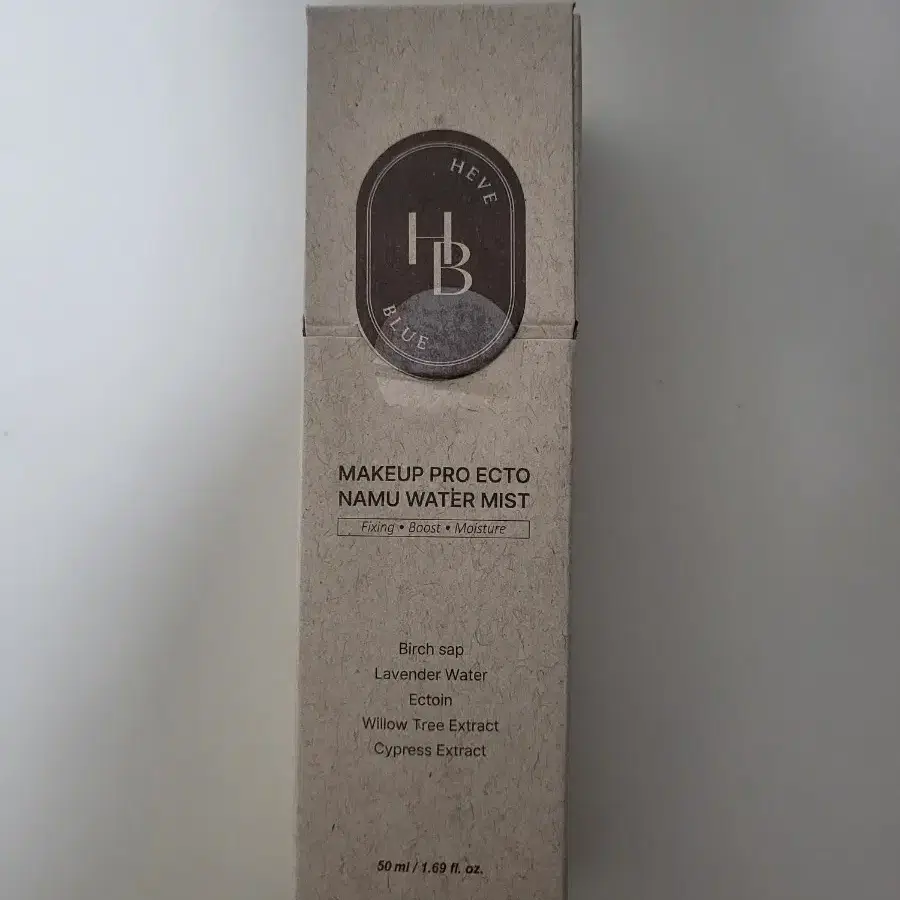 HEVE
HB
BLUE
MAKEUP PRO ECTO
NAMU WATER MIST
Fixing • Boost • Moisture
Birch sap
Lavender Water
Ectoin
Willow Tree Extract
Cypress Extract
50 ml / 1.69 fl. oz.